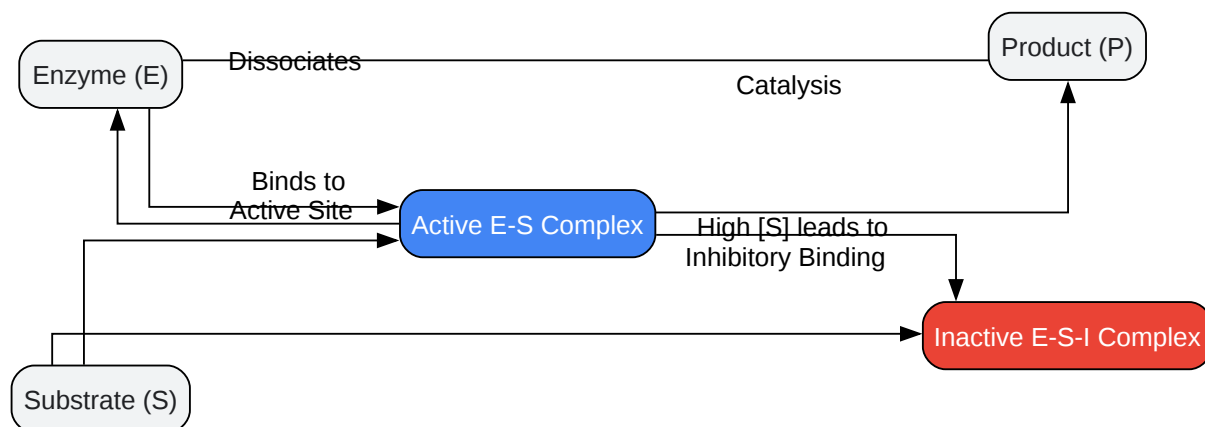 Product (P)
Enzyme (E)
Dissociates
Catalysis
Binds to
Active Site
Active E-S Complex
High [S] leads to
Inhibitory Binding
Inactive E-S-I Complex
Substrate (S)